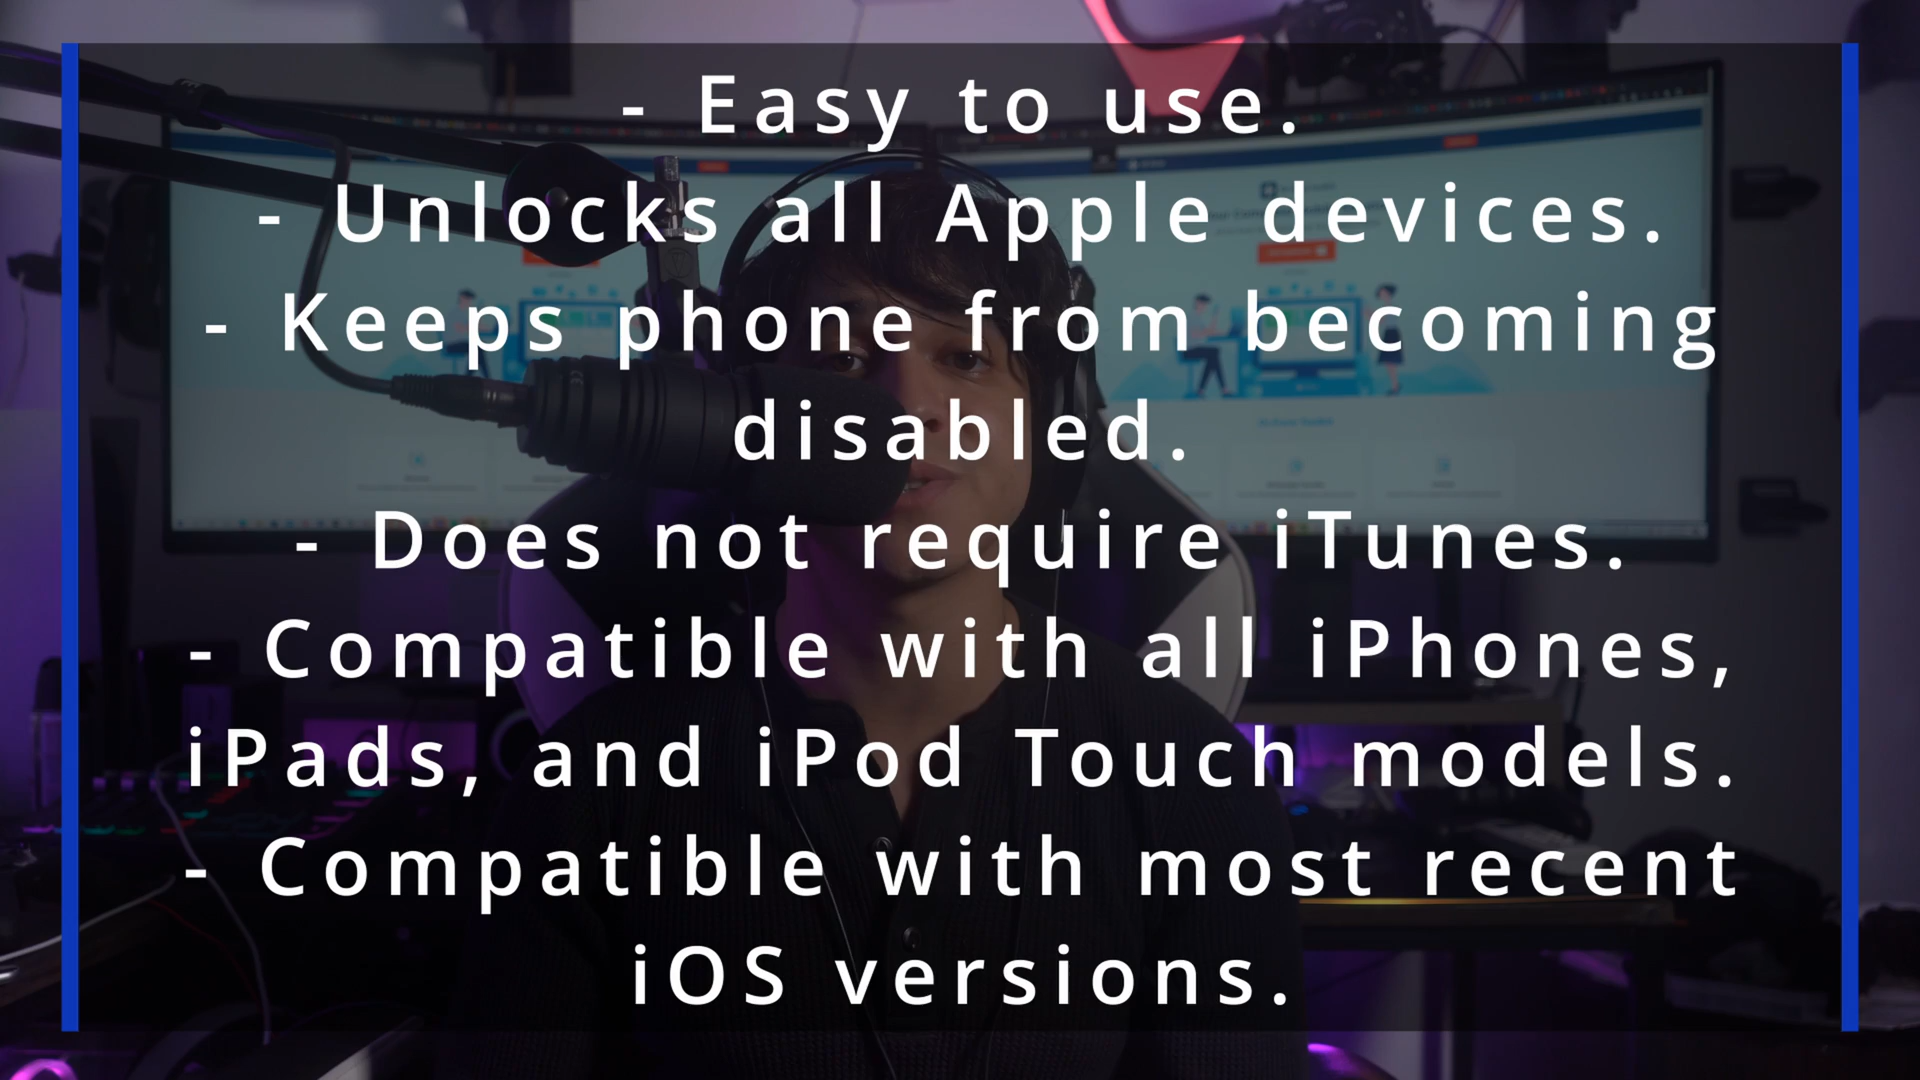 - Easy to use.
- Unlocks all Apple devices.
- Keeps phone from becoming
disabled.
- Does not require iTunes.
- Compatible with all iPhones,
iPads, and iPod Touch models.
- Compatible with most recent
iOS versions.